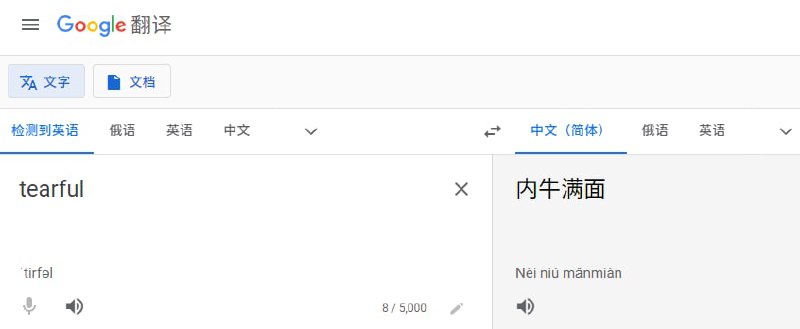 Google 翻译
文字 文档
检测到英语 俄语 英语 中文 中文（简体） 俄语 英语
tearful 内牛满面
ˈtirfəl Nèi niú mǎnmiàn
8 / 5,000